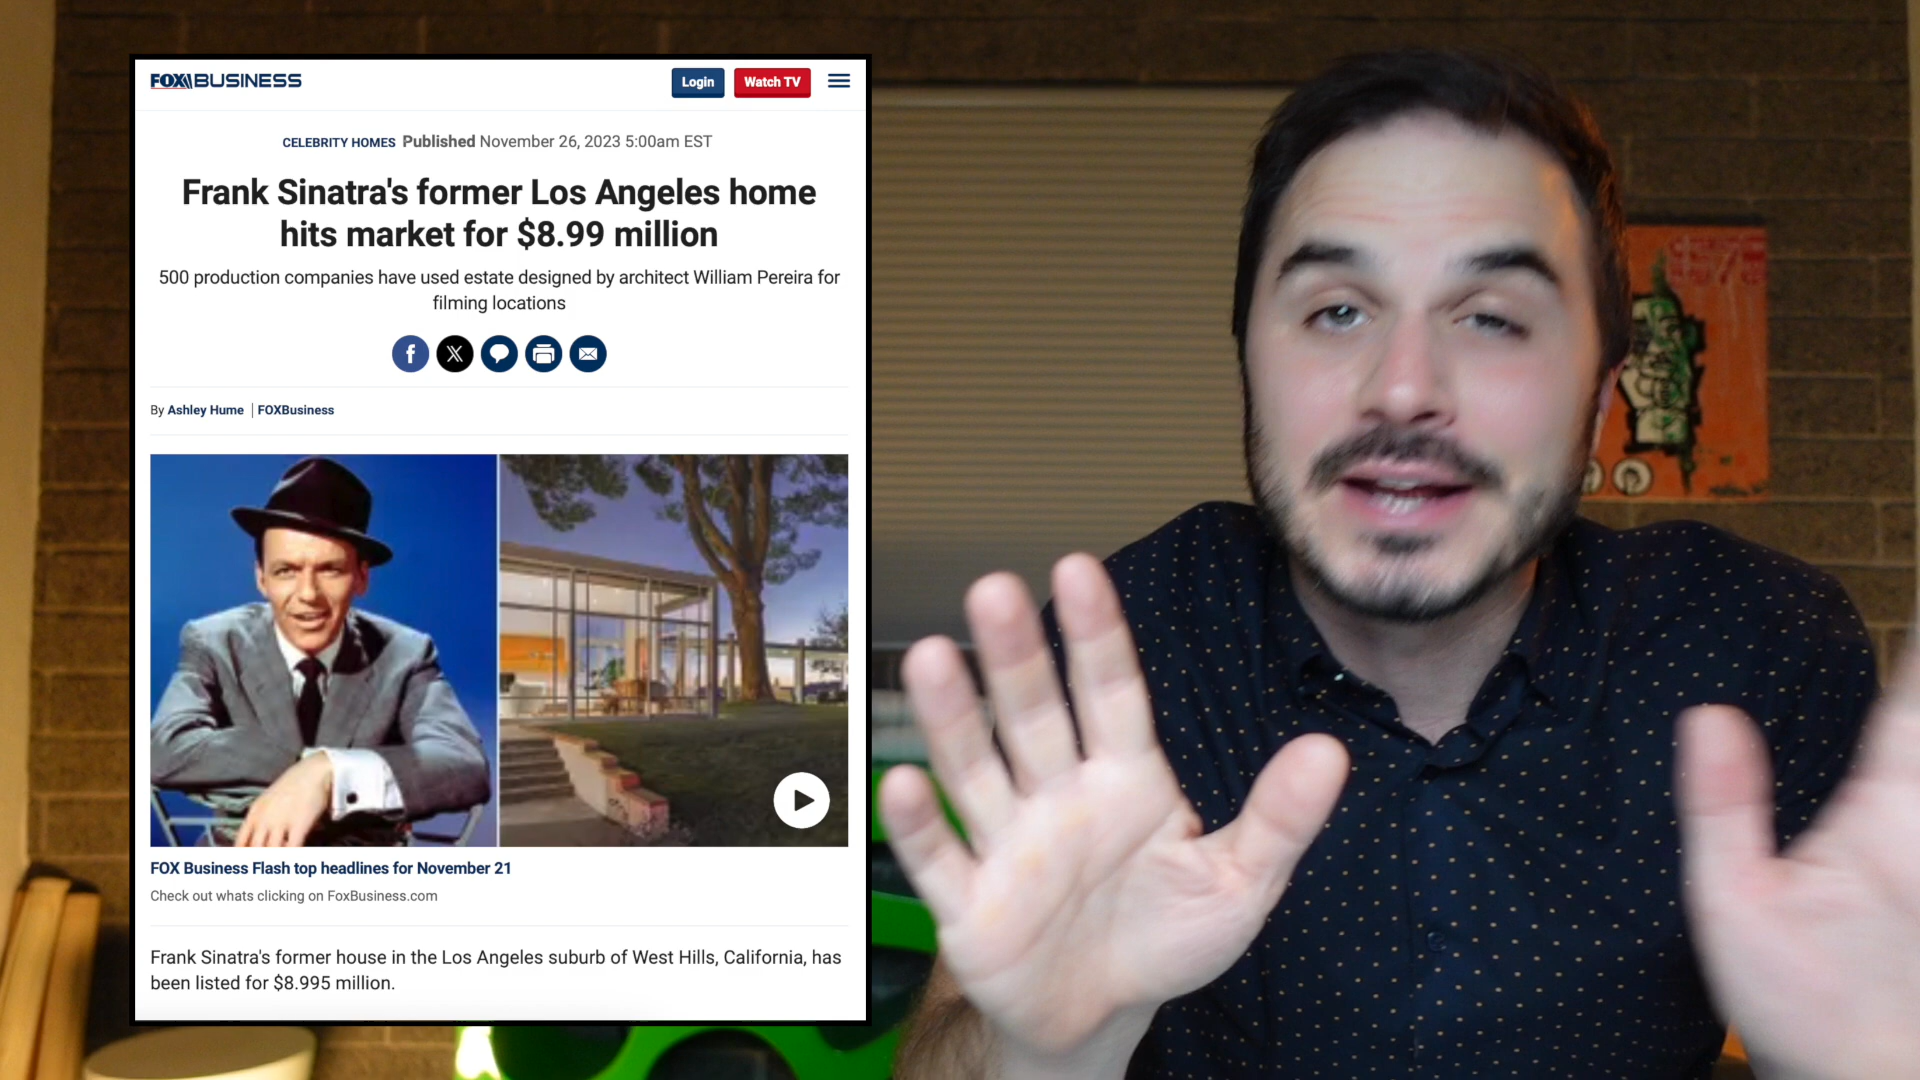 FOX BUSINESS
Login
Watch TV
CELEBRITY HOMES Published November 26, 2023 5:00am EST
Frank Sinatra's former Los Angeles home
hits market for $8.99 million
500 production companies have used estate designed by architect William Pereira for
filming locations
By Ashley Hume | FOXBusiness
FOX Business Flash top headlines for November 21
Check out whats clicking on FoxBusiness.com
Frank Sinatra's former house in the Los Angeles suburb of West Hills, California, has
been listed for $8.995 million.